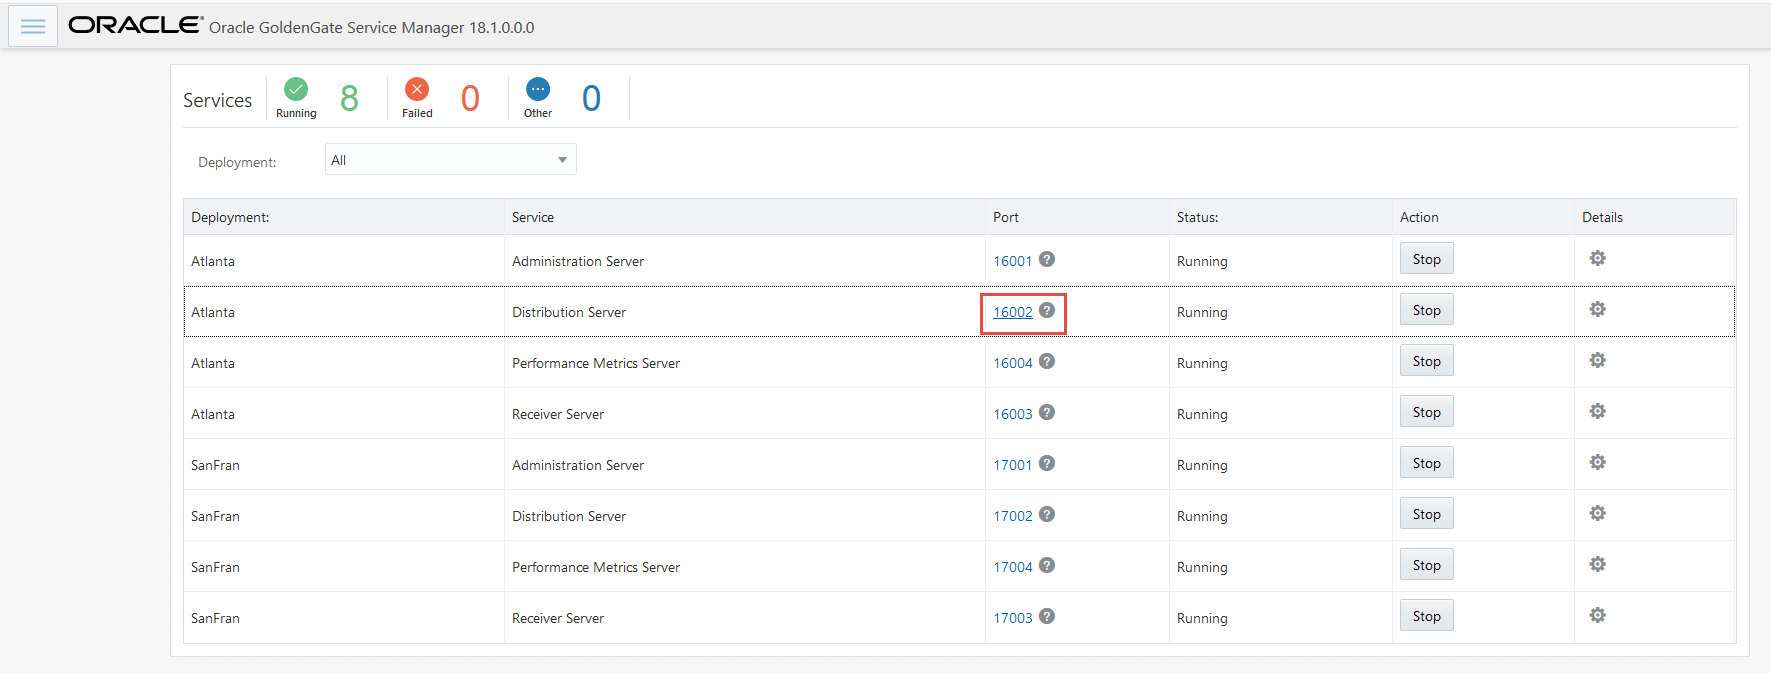 ORACLE® Oracle GoldenGate Service Manager 18.1.0.0.0
Services Running 8 Failed 0 Other 0
Deployment: All
Deployment: Service Port Status: Action Details
Atlanta Administration Server 16001 ? Running Stop
Atlanta Distribution Server 16002 ? Running Stop
Atlanta Performance Metrics Server 16004 ? Running Stop
Atlanta Receiver Server 16003 ? Running Stop
SanFran Administration Server 17001 ? Running Stop
SanFran Distribution Server 17002 ? Running Stop
SanFran Performance Metrics Server 17004 ? Running Stop
SanFran Receiver Server 17003 ? Running Stop